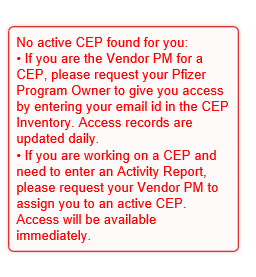 No active CEP found for you:
• If you are the Vendor PM for a
CEP, please request your Pfizer
Program Owner to give you access
by entering your email id in the CEP
Inventory. Access records are
updated daily.
• If you are working on a CEP and
need to enter an Activity Report,
please request your Vendor PM to
assign you to an active CEP.
Access will be available
immediately.